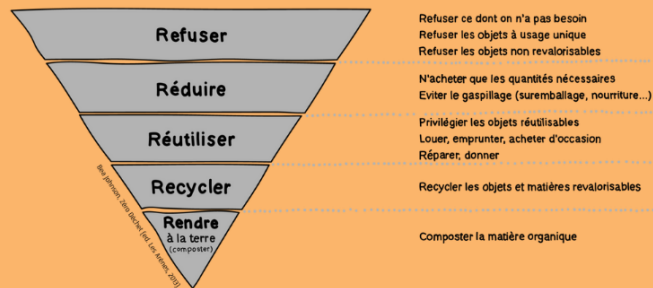 Refuser
Refuser ce dont on n'a pas besoin
Refuser les objets à usage unique
Refuser les objets non revalorisables
Réduire
N'acheter que les quantités nécessaires
Eviter le gaspillage (suremballage, nourriture...)
Réutiliser
Privilégier les objets réutilisables
Louer, emprunter, acheter d'occasion
Réparer, donner
Recycler
Recycler les objets et matières revalorisables
Rendre
à la terre
(composter)
Composter la matière organique
Bea Johnson, Zéro Déchet [ed. Les Arènes, 2013]